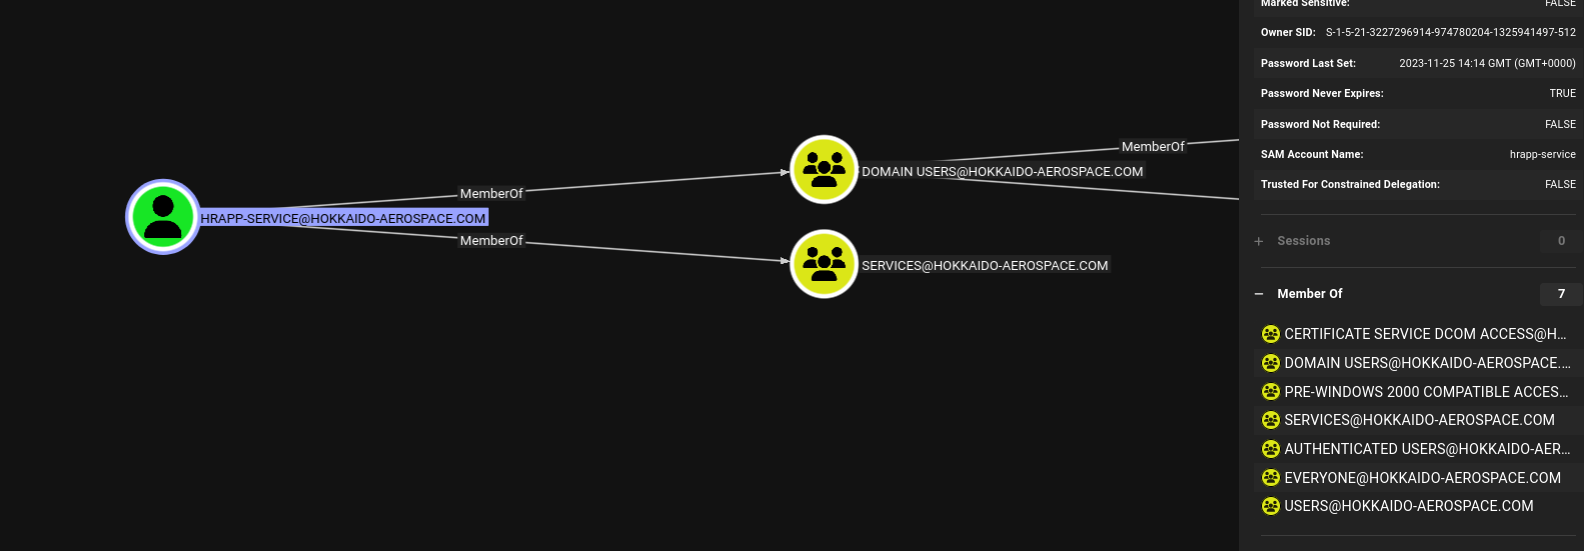 MemberOf
DOMAIN USERS@HOKKAIDO-AEROSPACE.COM
MemberOf
HRAPP-SERVICE@HOKKAIDO-AEROSPACE.COM
MemberOf
SERVICES@HOKKAIDO-AEROSPACE.COM
Marked Sensitive: FALSE
Owner SID: S-1-5-21-3227296914-974780204-1325941497-512
Password Last Set: 2023-11-25 14:14 GMT (GMT+0000)
Password Never Expires: TRUE
Password Not Required: FALSE
SAM Account Name: hrapp-service
Trusted For Constrained Delegation: FALSE
+ Sessions 0
− Member Of 7
CERTIFICATE SERVICE DCOM ACCESS@H...
DOMAIN USERS@HOKKAIDO-AEROSPACE....
PRE-WINDOWS 2000 COMPATIBLE ACCES...
SERVICES@HOKKAIDO-AEROSPACE.COM
AUTHENTICATED USERS@HOKKAIDO-AER...
EVERYONE@HOKKAIDO-AEROSPACE.COM
USERS@HOKKAIDO-AEROSPACE.COM